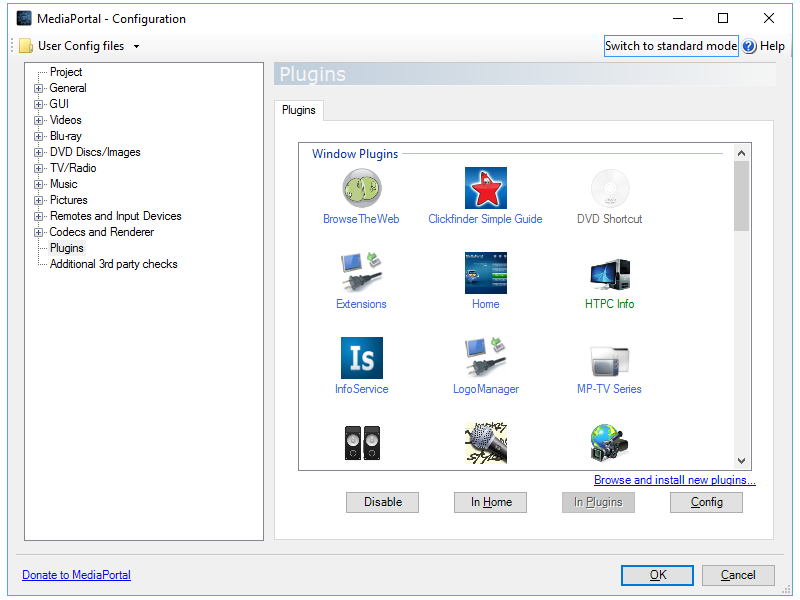 MediaPortal - Configuration
User Config files
Switch to standard mode
Help
Project
General
GUI
Videos
Blu-ray
DVD Discs/Images
TV/Radio
Music
Pictures
Remotes and Input Devices
Codecs and Renderer
Plugins
Additional 3rd party checks
Plugins
Plugins
Window Plugins
BrowseTheWeb
Clickfinder Simple Guide
DVD Shortcut
Extensions
Home
HTPC Info
Is
InfoService
LogoManager
MP-TV Series
Browse and install new plugins...
Disable
In Home
In Plugins
Config
Donate to MediaPortal
OK
Cancel